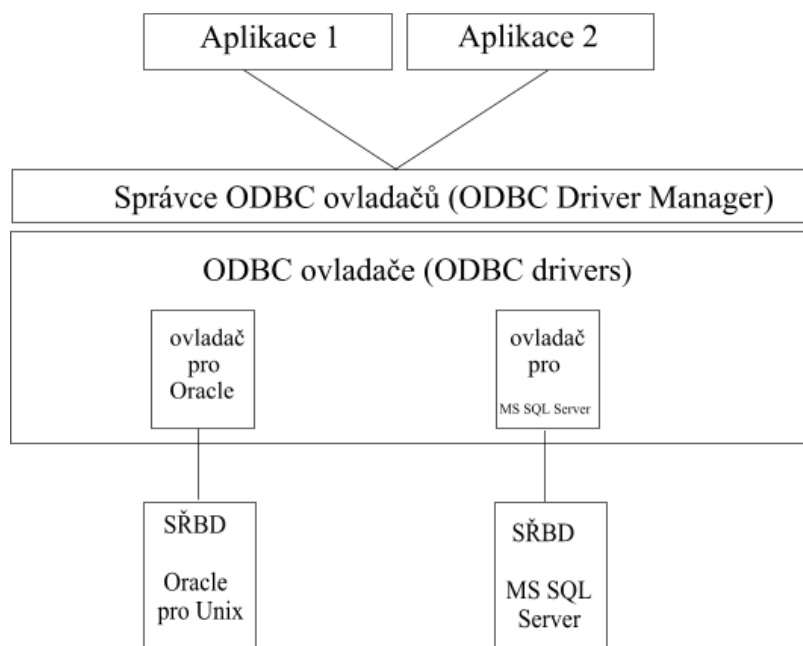 Aplikace 1
Aplikace 2
Správce ODBC ovladačů (ODBC Driver Manager)
ODBC ovladače (ODBC drivers)
ovladač
pro
Oracle
ovladač
pro
MS SQL Server
SŘBD
Oracle
pro Unix
SŘBD
MS SQL
Server